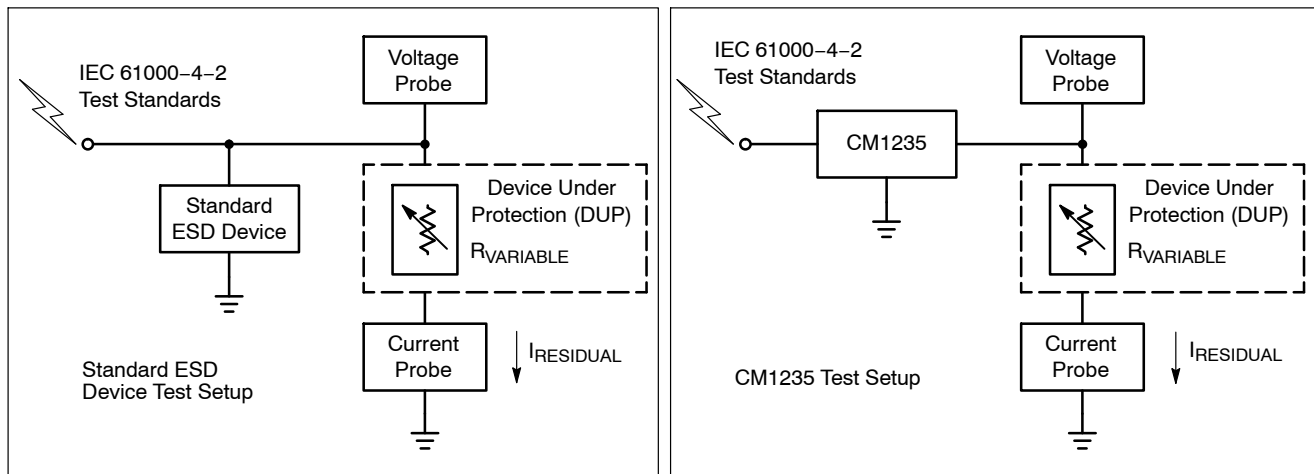 IEC 61000−4−2
Test Standards
Voltage
Probe
Standard
ESD Device
Device Under
Protection (DUP)
RVARIABLE
Current
Probe
IRESIDUAL
Standard ESD
Device Test Setup
IEC 61000−4−2
Test Standards
Voltage
Probe
CM1235
Device Under
Protection (DUP)
RVARIABLE
Current
Probe
IRESIDUAL
CM1235 Test Setup